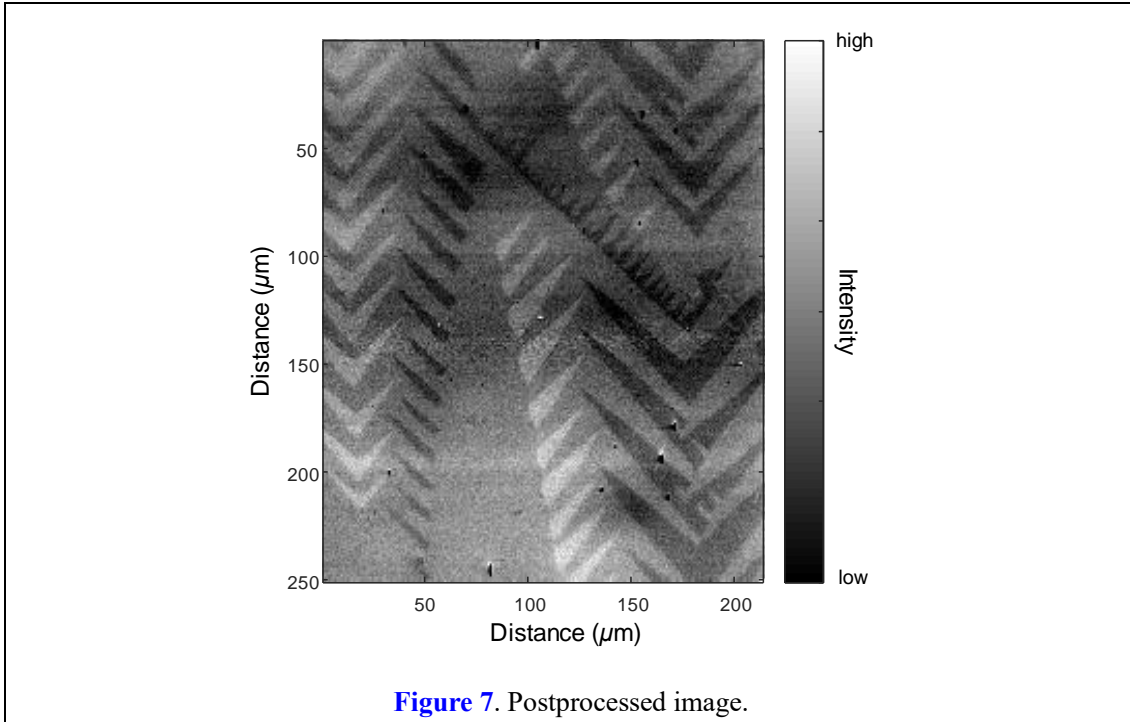 high
50
100
150
200
250
Distance (µm)
50
100
150
200
Distance (µm)
Intensity
low
Figure 7. Postprocessed image.